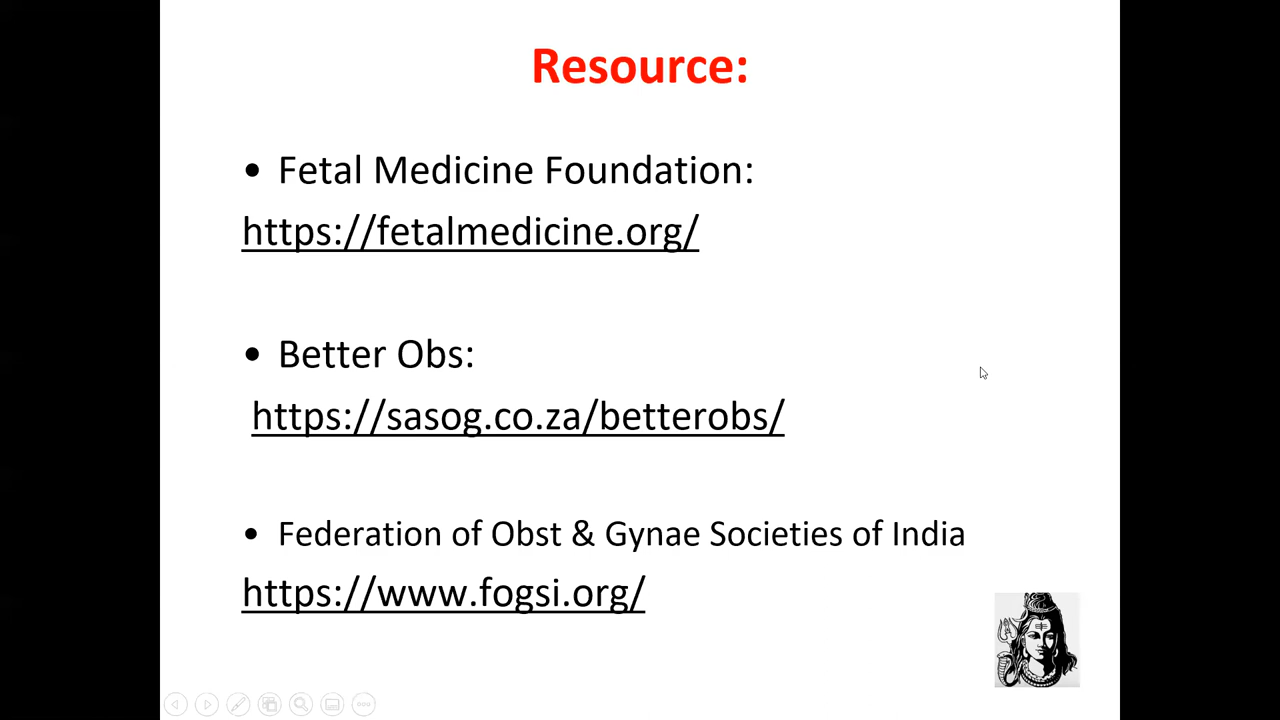 Resource:
• Fetal Medicine Foundation:
https://fetalmedicine.org/
• Better Obs:
https://sasog.co.za/betterobs/
• Federation of Obst & Gynae Societies of India
https://www.fogsi.org/